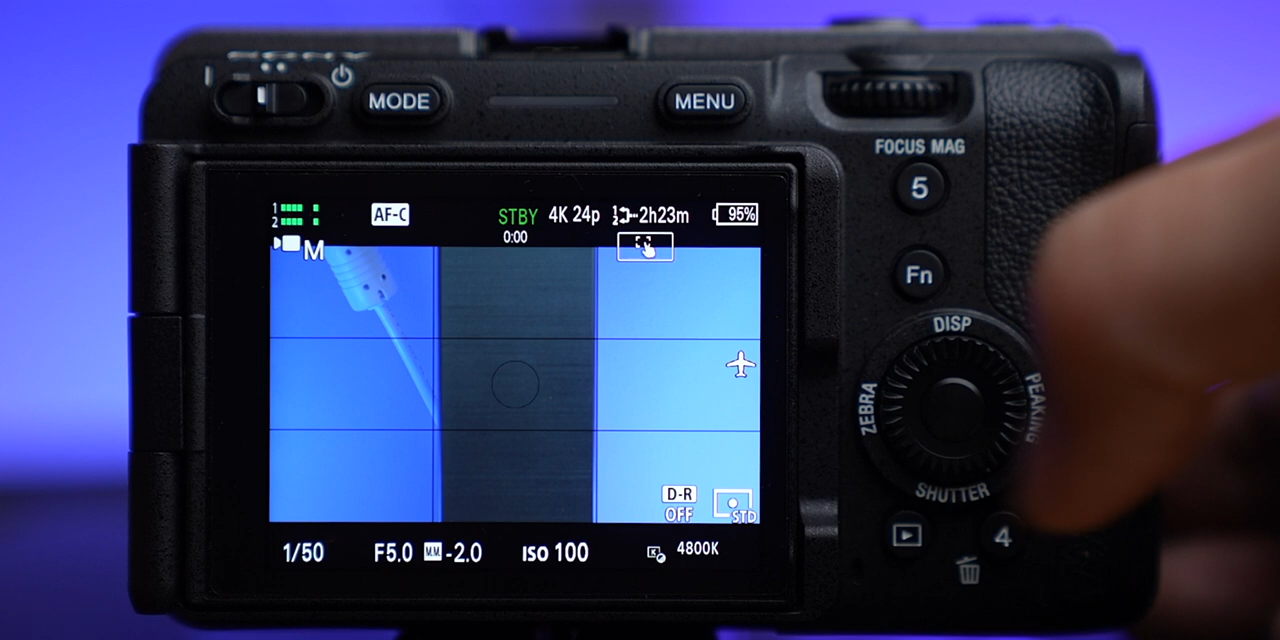 MODE
MENU
FOCUS MAG
5
1
2
AF-C
STBY
4K 24p
2h23m
95%
0:00
M
Fn
DISP
PEAKING
ZEBRA
SHUTTER
D-R
OFF
STD
1/50
F5.0
M.M.
-2.0
ISO 100
4800K
4